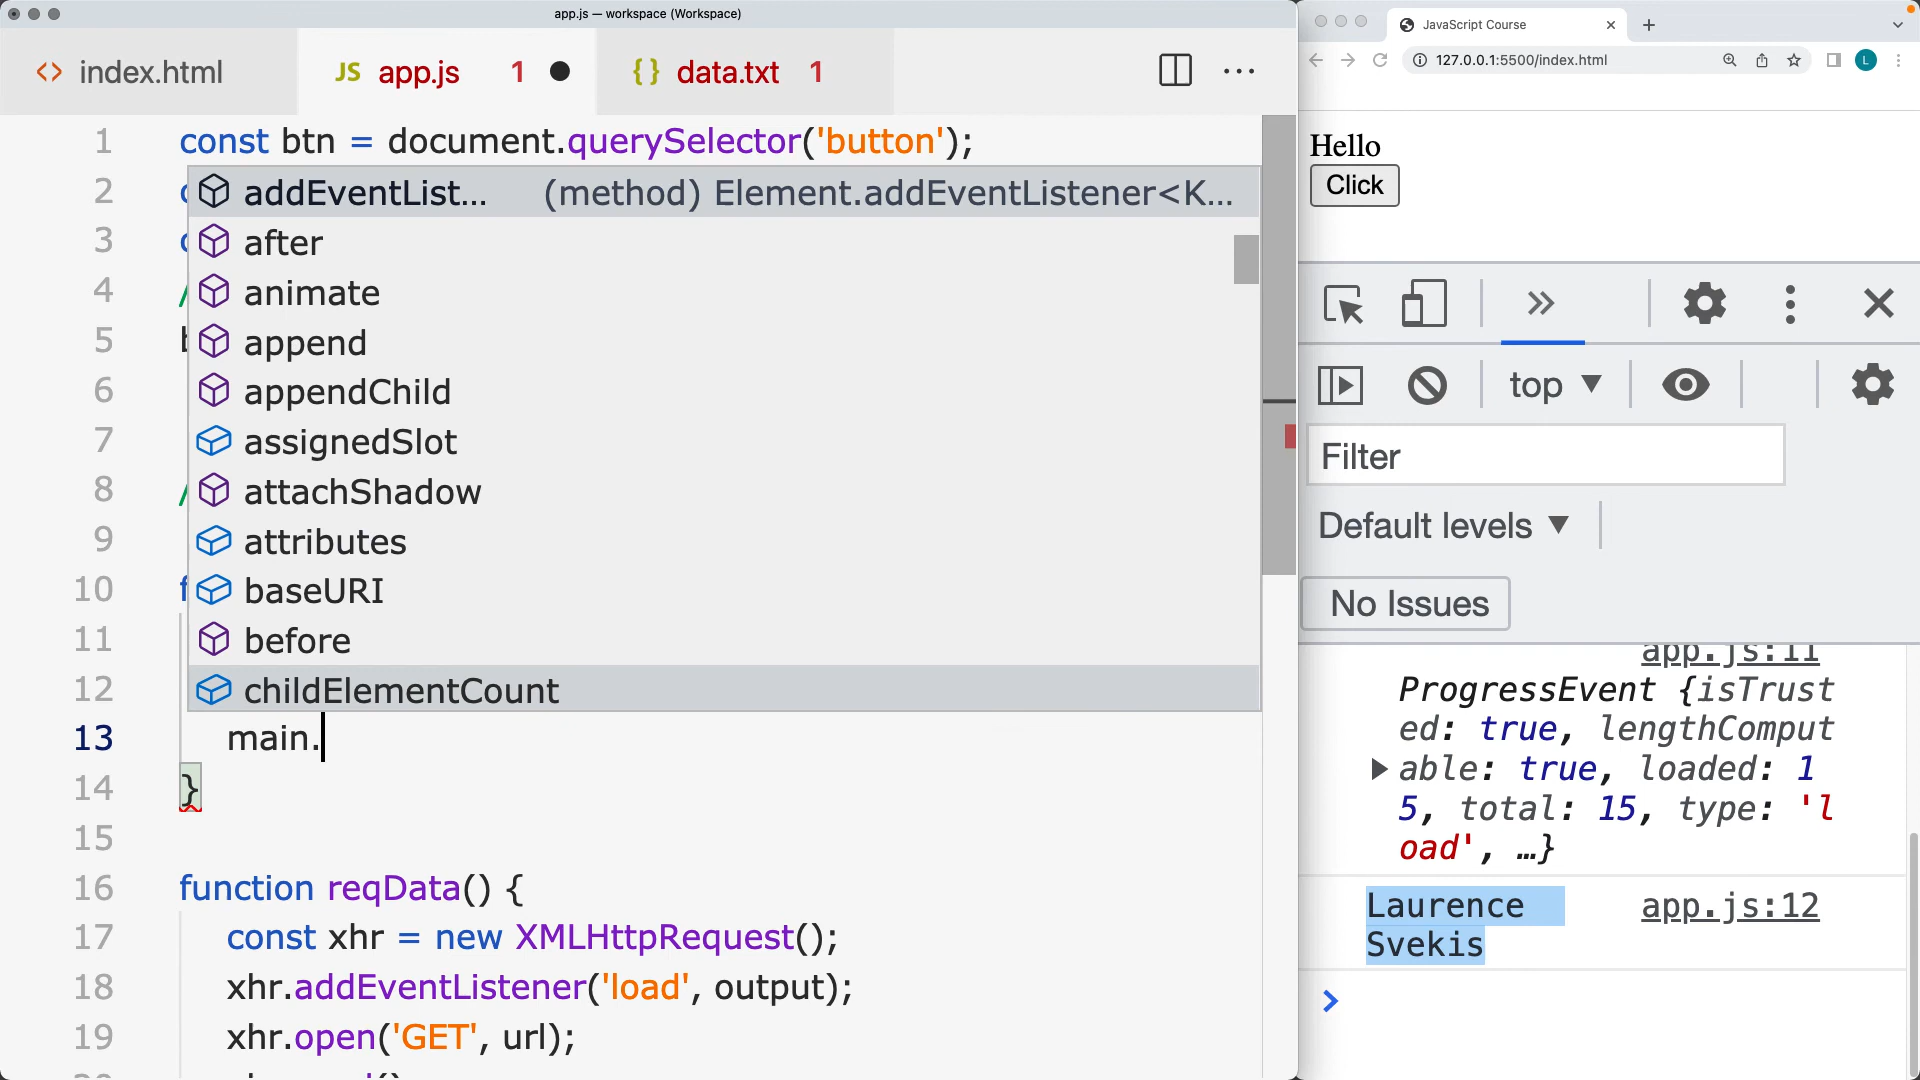 app.js — workspace (Workspace)
index.html
JS app.js 1
{ } data.txt 1
1 const btn = document.querySelector('button');
2
3
4 /
5 b
6
7
8 /
9
10 f
11
12
13 main.
14 }
15
16 function reqData() {
17 const xhr = new XMLHttpRequest();
18 xhr.addEventListener('load', output);
19 xhr.open('GET', url);
addEventList… (method) Element.addEventListener<K…
after
animate
append
appendChild
assignedSlot
attachShadow
attributes
baseURI
before
childElementCount
JavaScript Course
127.0.0.1:5500/index.html
L
Hello
Click
top
Filter
Default levels
No Issues
app.js:11
ProgressEvent {isTrust
ed: true, lengthComput
able: true, loaded: 1
5, total: 15, type: 'l
oad', …}
Laurence app.js:12
Svekis